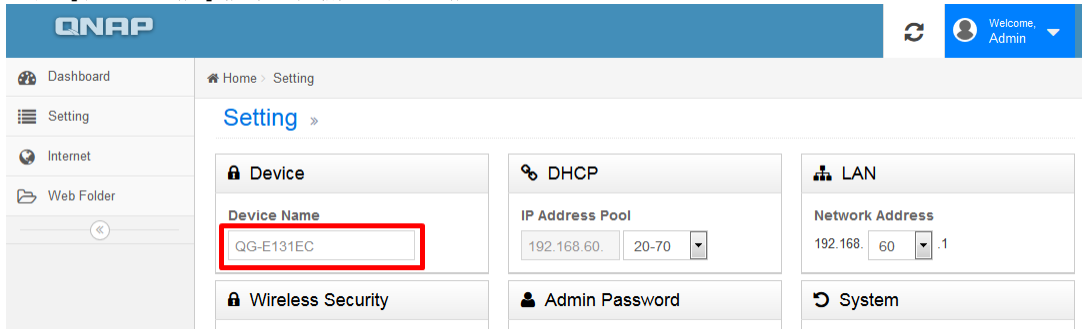 QNAP
Welcome,
Admin
Dashboard
Setting
Internet
Web Folder
Home > Setting
Setting »
Device
Device Name
QG-E131EC
DHCP
IP Address Pool
192.168.60. 20-70
LAN
Network Address
192.168. 60 .1
Wireless Security
Admin Password
System